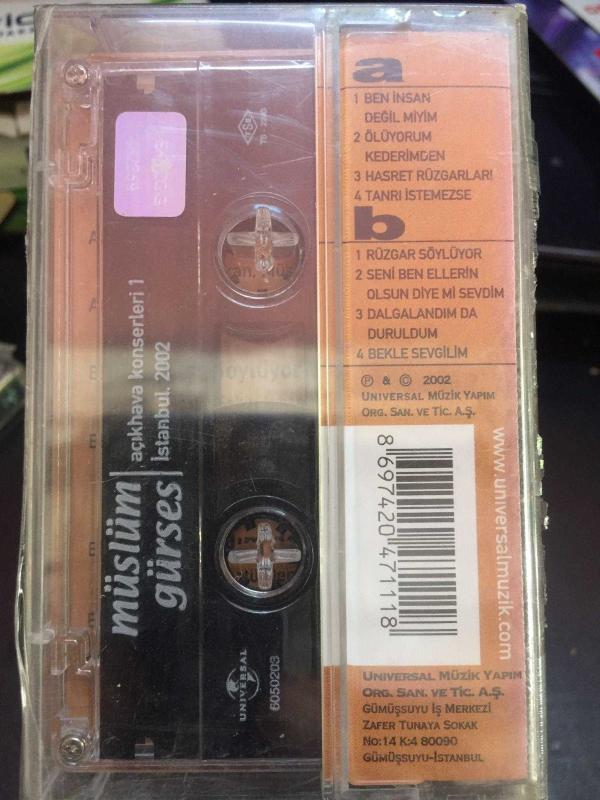 a
1 BEN İNSAN
DEĞİL MİYİM
2 ÖLÜYORUM
KEDERİMDEN
3 HASRET RÜZGARLARI
4 TANRI İSTEMEZSE
b
1 RÜZGAR SÖYLÜYOR
2 SENİ BEN ELLERİN
OLSUN DİYE Mİ SEVDİM
3 DALGALANDIM DA
DURULDUM
4 BEKLE SEVGİLİM
℗ & © 2002
UNIVERSAL MÜZİK YAPIM
ORG. SAN. VE TİC. A.Ş.
www.universalmuzik.com
8697420471118
UNIVERSAL MÜZİK YAPIM
ORG. SAN. VE TİC. A.Ş.
GÜMÜŞSUYU İŞ MERKEZİ
ZAFER TUNAYA SOKAK
NO:14 K:4 80090
GÜMÜŞSUYU-İSTANBUL
müslüm
gürses
açıkhava konserleri 1
İstanbul. 2002
UNIVERSAL
6050203
TSE
söylüyor